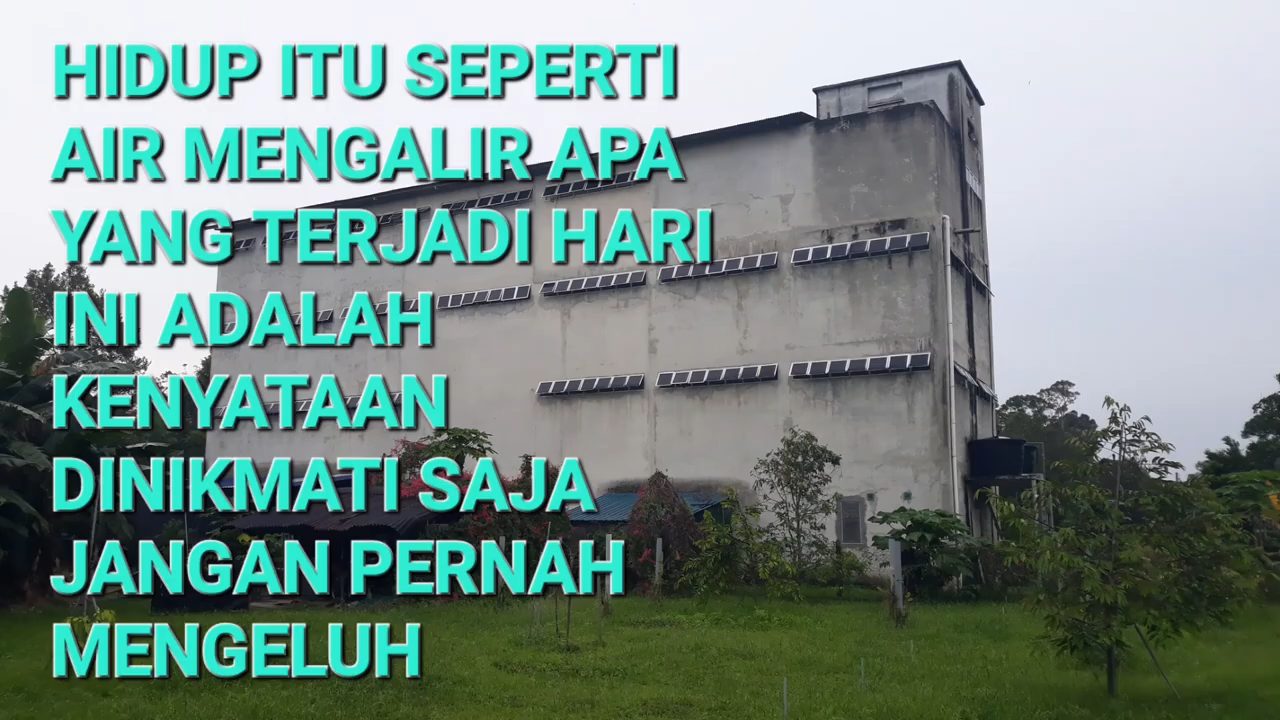 HIDUP ITU SEPERTI
AIR MENGALIR APA
YANG TERJADI HARI
INI ADALAH
KENYATAAN
DINIKMATI SAJA
JANGAN PERNAH
MENGELUH